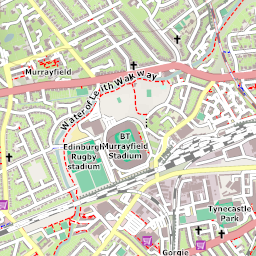 Murrayfield
Water of Leith Walkway
BT
Murrayfield
Stadium
Edinburgh
Rugby
stadium
Tynecastle
Park
Gorgie